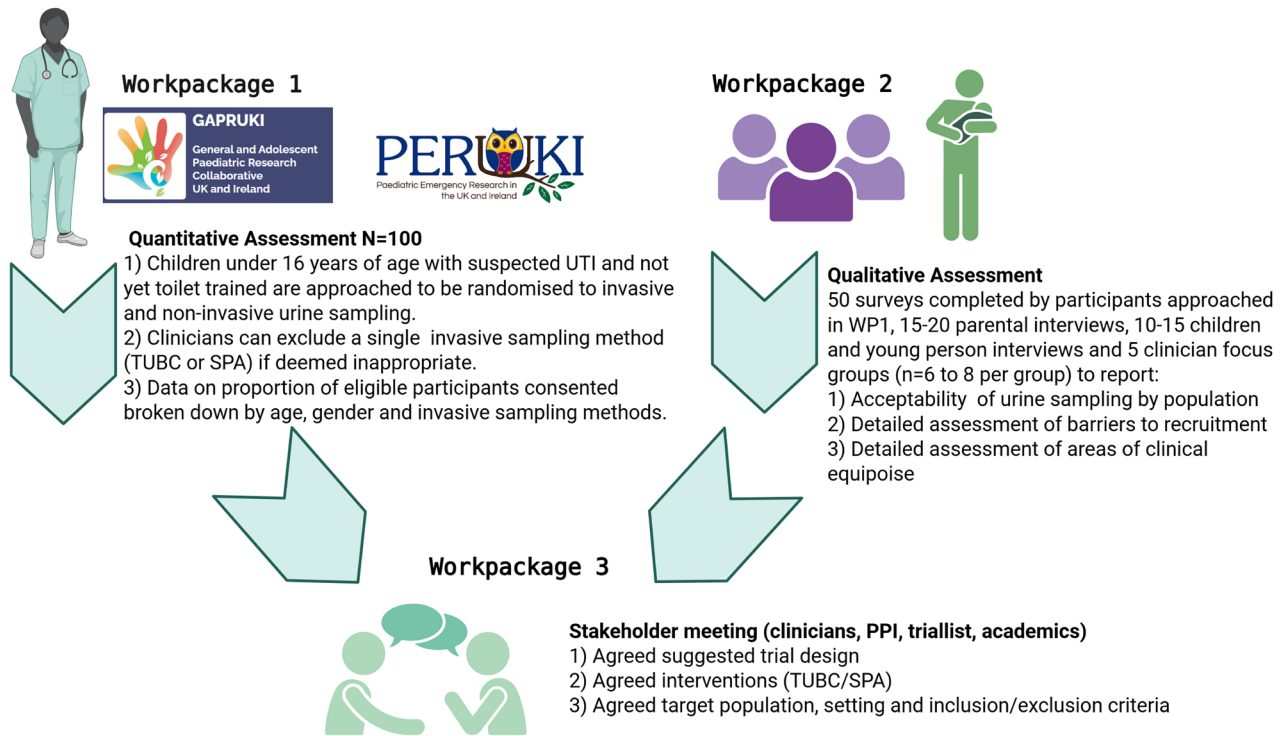 Workpackage 1
GAPRUKI
General and Adolescent
Paediatric Research
Collaborative
UK and Ireland
PERUKI
Paediatric Emergency Research in
the UK and Ireland
Quantitative Assessment N=100
1) Children under 16 years of age with suspected UTI and not
yet toilet trained are approached to be randomised to invasive
and non-invasive urine sampling.
2) Clinicians can exclude a single  invasive sampling method
(TUBC or SPA) if deemed inappropriate.
3) Data on proportion of eligible participants consented
broken down by age, gender and invasive sampling methods.
Workpackage 2
Qualitative Assessment
50 surveys completed by participants approached
in WP1, 15-20 parental interviews, 10-15 children
and young person interviews and 5 clinician focus
groups (n=6 to 8 per group) to report:
1) Acceptability  of urine sampling by population
2) Detailed assessment of barriers to recruitment
3) Detailed assessment of areas of clinical
equipoise
Workpackage 3
Stakeholder meeting (clinicians, PPI, triallist, academics)
1) Agreed suggested trial design
2) Agreed interventions (TUBC/SPA)
3) Agreed target population, setting and inclusion/exclusion criteria